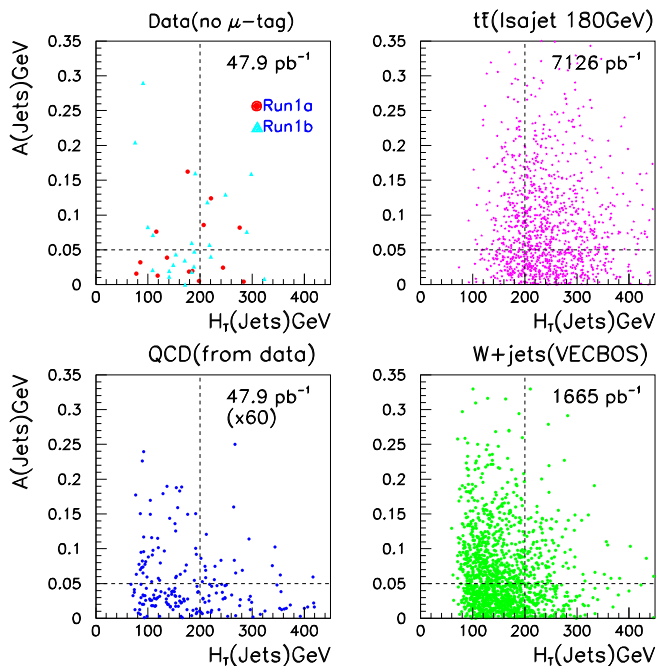 Data(no μ-tag)
A(Jets)GeV
0.35
0.3
0.25
0.2
0.15
0.1
0.05
0
47.9 pb⁻¹
Run1a
Run1b
0 100 200 300 400
H_T(Jets)GeV
tt̄(Isajet 180GeV)
0.35
0.3
0.25
0.2
0.15
0.1
0.05
0
7126 pb⁻¹
0 100 200 300 400
H_T(Jets)GeV
QCD(from data)
A(Jets)GeV
0.35
0.3
0.25
0.2
0.15
0.1
0.05
0
47.9 pb⁻¹
(x60)
0 100 200 300 400
H_T(Jets)GeV
W+jets(VECBOS)
0.35
0.3
0.25
0.2
0.15
0.1
0.05
0
1665 pb⁻¹
0 100 200 300 400
H_T(Jets)GeV